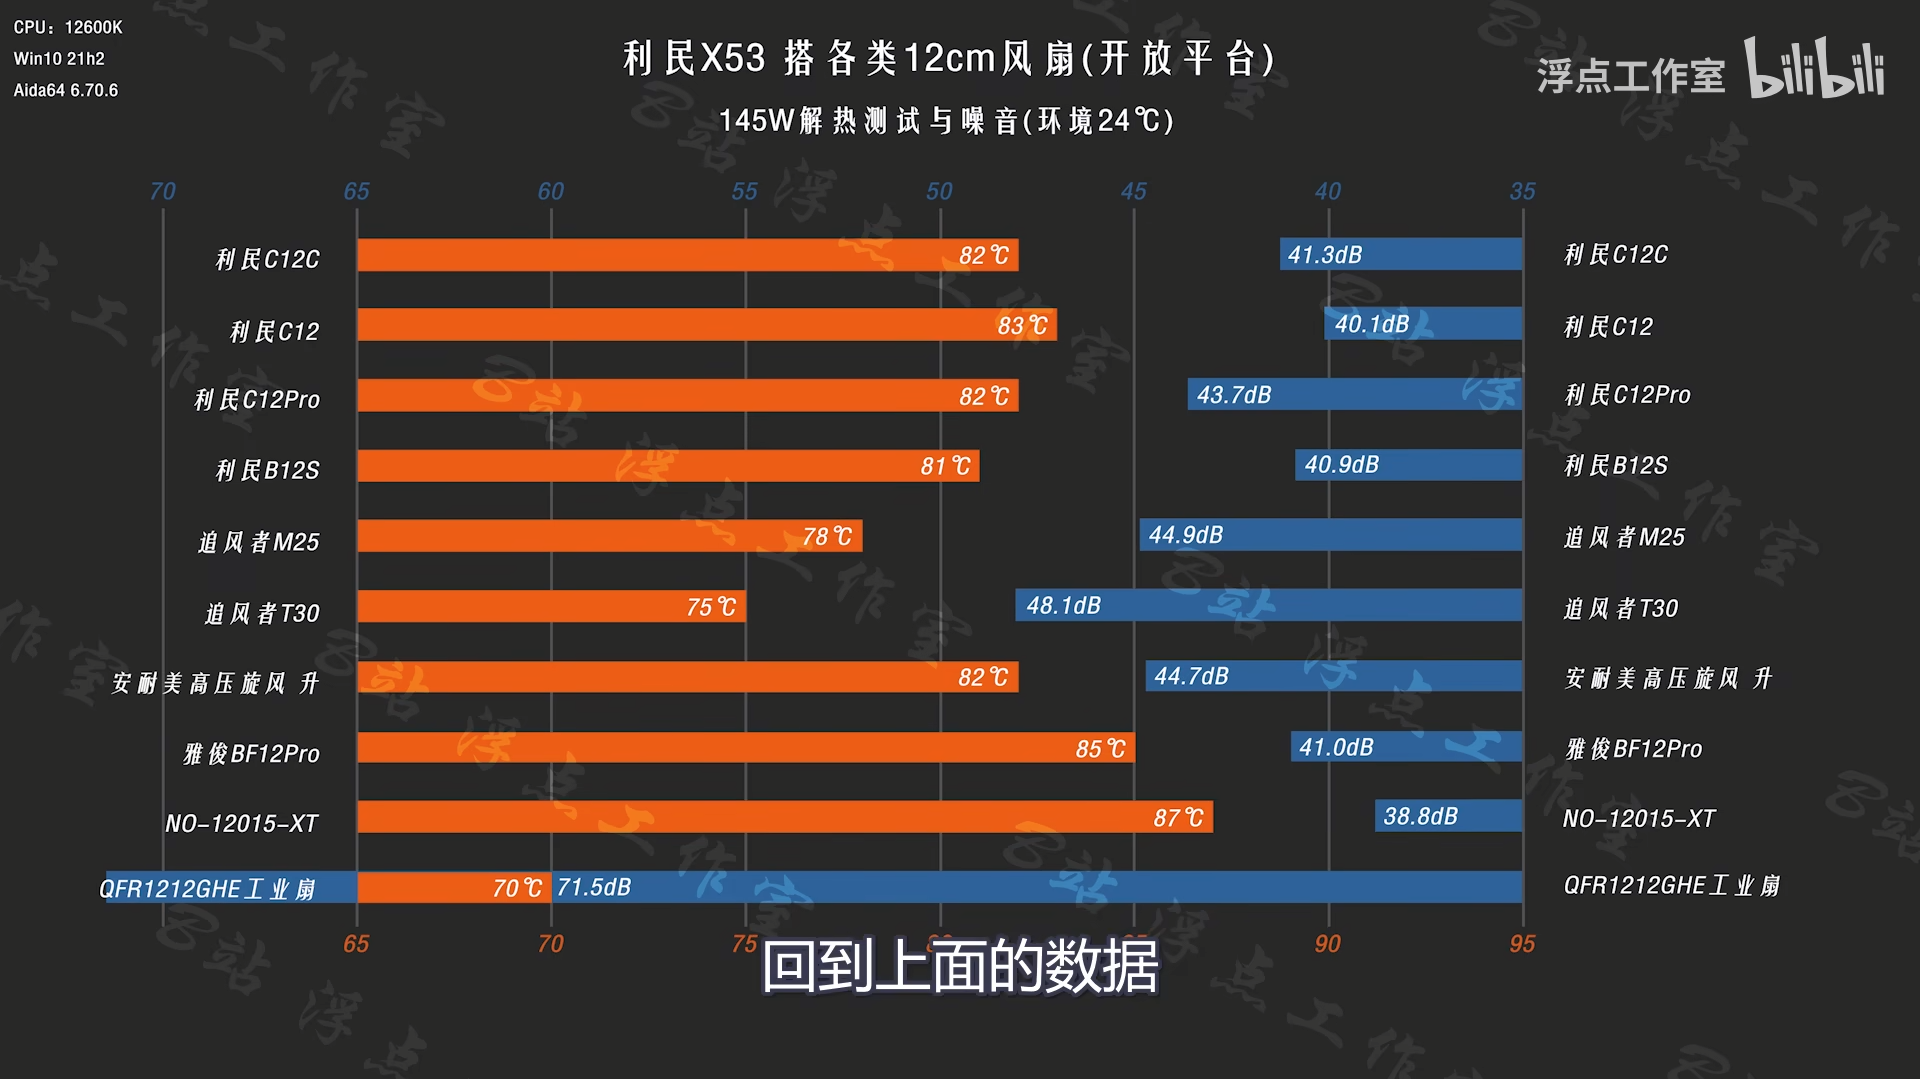 CPU：12600K
Win10 21h2
Aida64 6.70.6
利民X53 搭各类12cm风扇(开放平台)
145W解热测试与噪音(环境24℃)
浮点工作室 bilibili
70 65 60 55 50 45 40 35
利民C12C 82℃ 41.3dB 利民C12C
利民C12 83℃ 40.1dB 利民C12
利民C12Pro 82℃ 43.7dB 利民C12Pro
利民B12S 81℃ 40.9dB 利民B12S
追风者M25 78℃ 44.9dB 追风者M25
追风者T30 75℃ 48.1dB 追风者T30
安耐美高压旋风 升 82℃ 44.7dB 安耐美高压旋风 升
雅俊BF12Pro 85℃ 41.0dB 雅俊BF12Pro
NO-12015-XT 87℃ 38.8dB NO-12015-XT
QFR1212GHE工业扇 70℃ 71.5dB QFR1212GHE工业扇
65 70 75 90 95
回到上面的数据
B站 浮点工作室